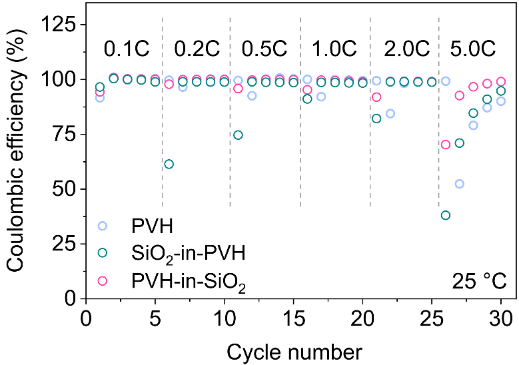 Coulombic efficiency (%)
125
100
75
50
25
0
0.1C 0.2C 0.5C 1.0C 2.0C 5.0C
PVH
SiO₂-in-PVH
PVH-in-SiO₂
25 °C
0 5 10 15 20 25 30
Cycle number